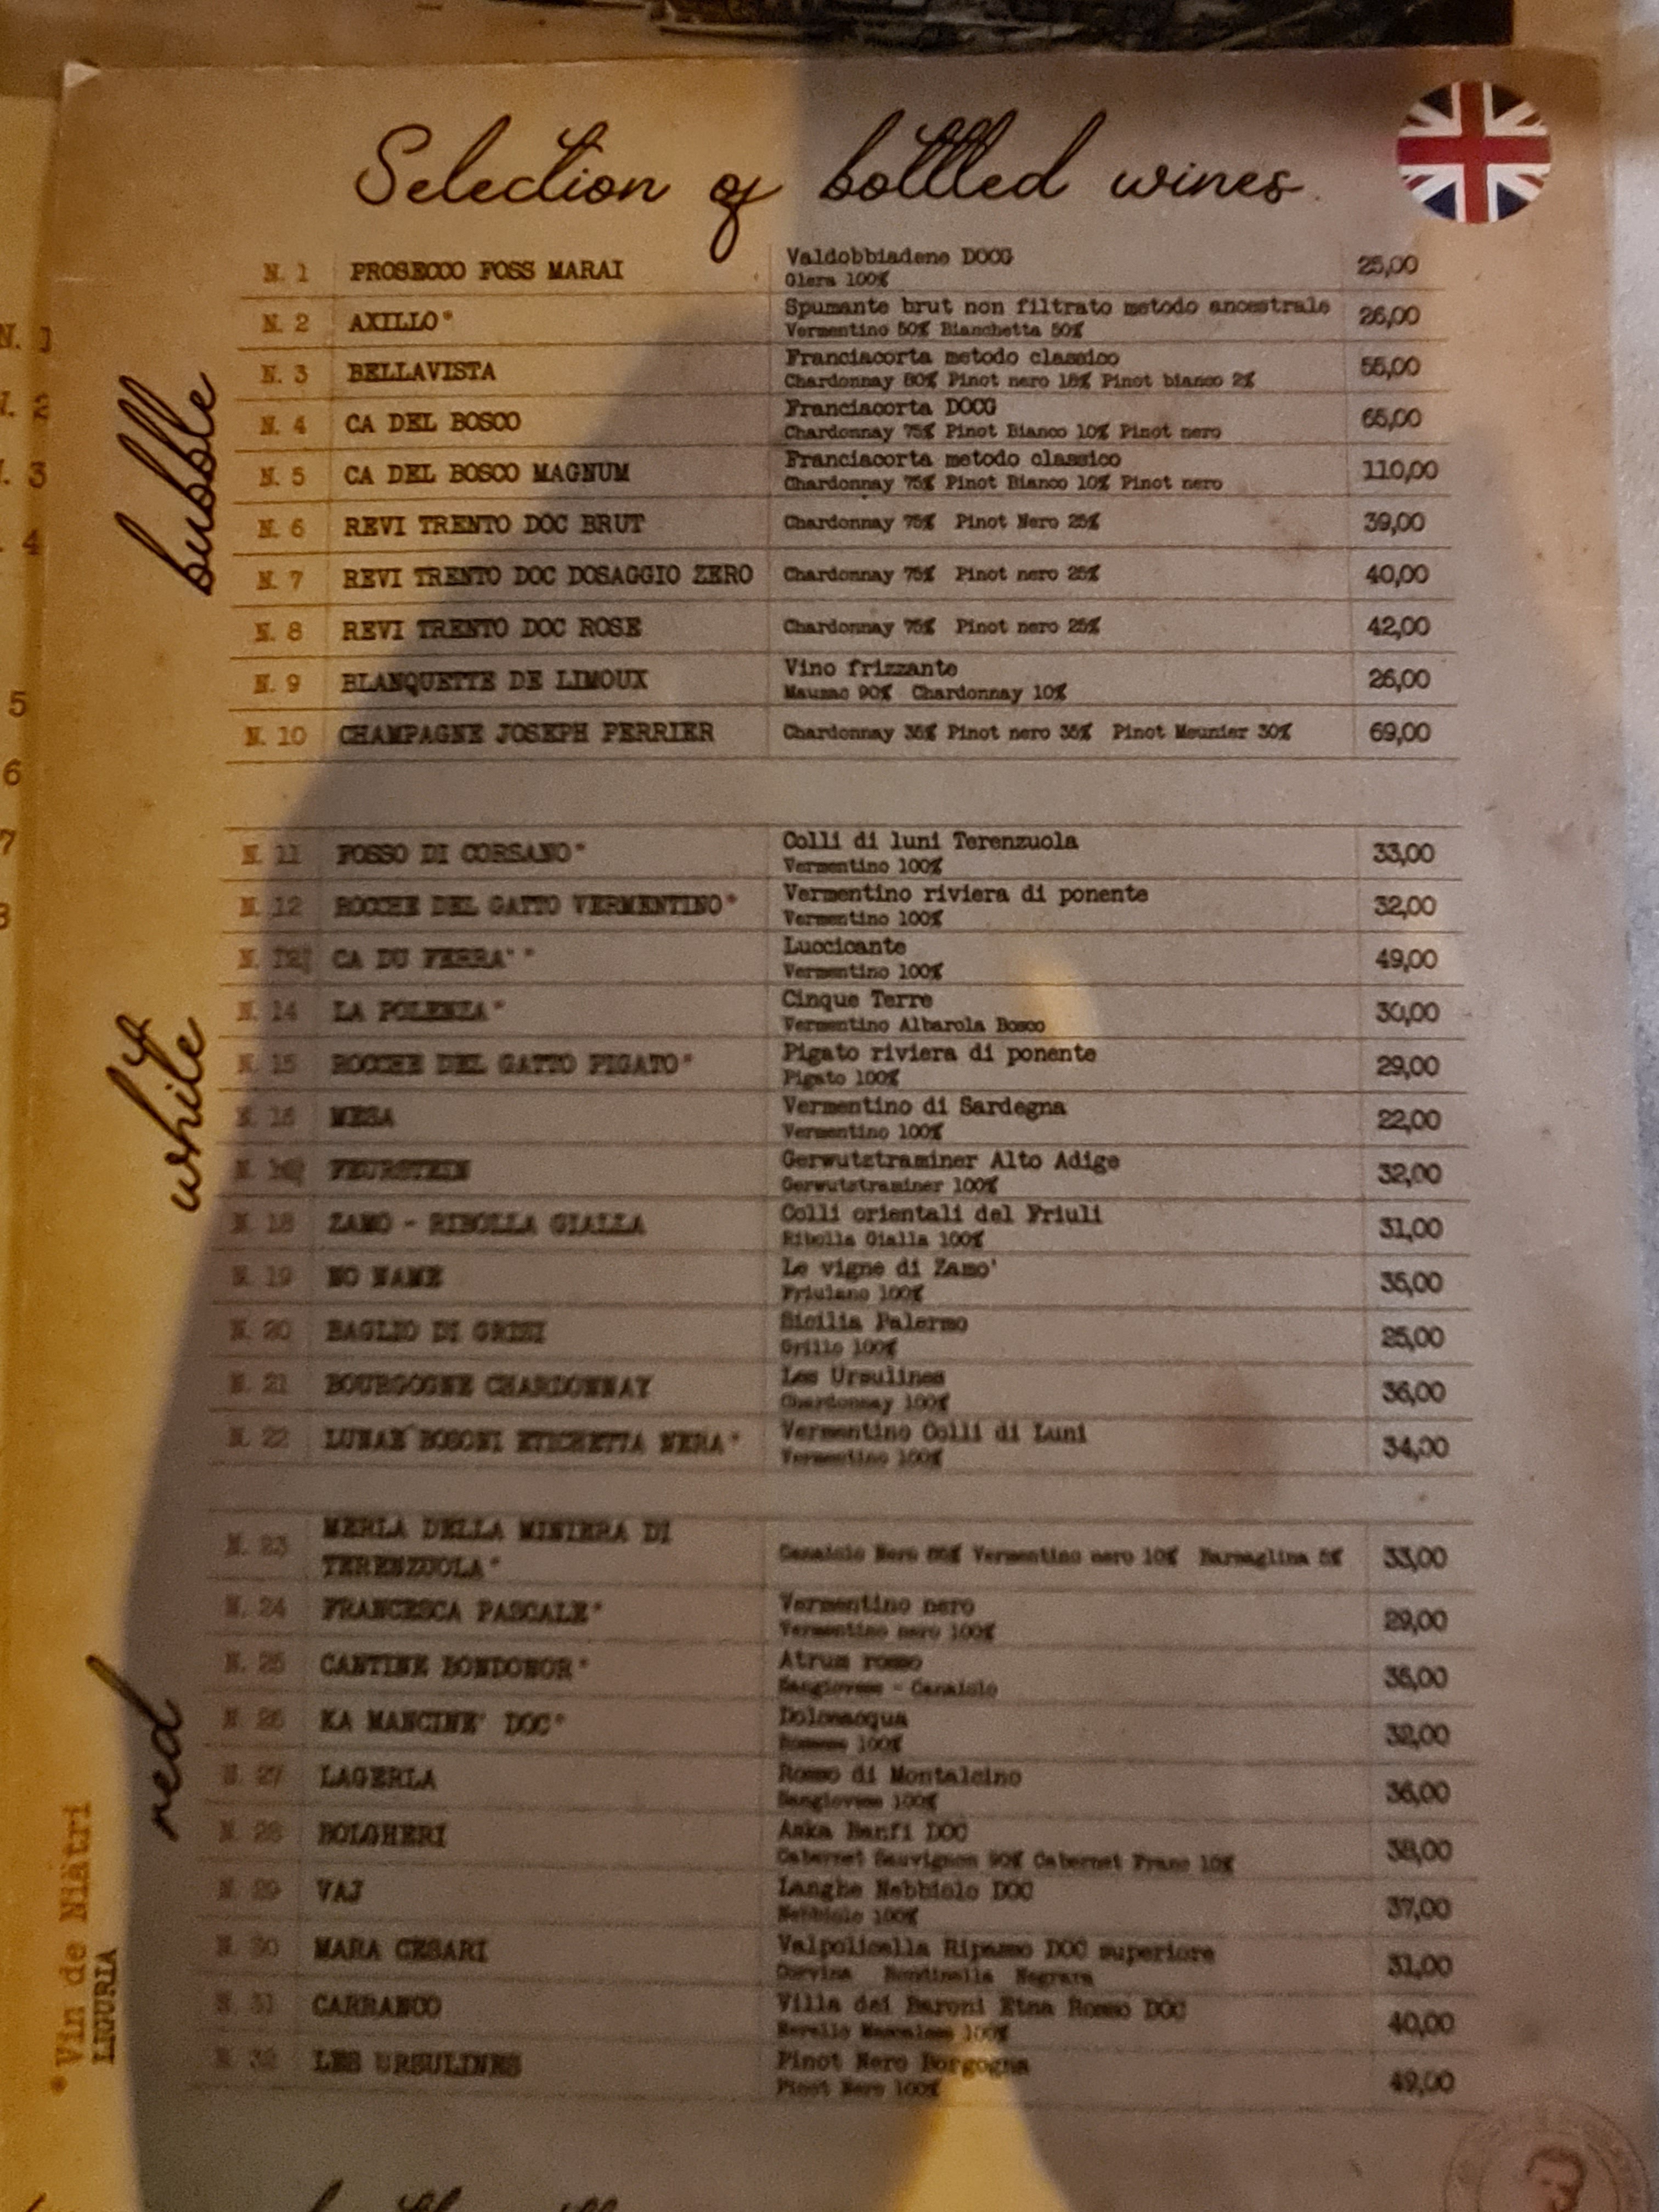 Selection of bottled wines
bubble
N. 1 PROSECCO FOSS MARAI Valdobbiadene DOCG 25,00
Glera 100%
N. 2 AXILLO* Spumante brut non filtrato metodo ancestrale 26,00
Vermentino 50% Bianchetta 50%
N. 3 BELLAVISTA Franciacorta metodo classico 55,00
Chardonnay 80% Pinot nero 18% Pinot bianco 2%
N. 4 CA DEL BOSCO Franciacorta DOCG 65,00
Chardonnay 75% Pinot Bianco 10% Pinot nero
N. 5 CA DEL BOSCO MAGNUM Franciacorta metodo classico 110,00
Chardonnay 75% Pinot Bianco 10% Pinot nero
N. 6 REVI TRENTO DOC BRUT Chardonnay 75% Pinot Nero 25% 39,00
N. 7 REVI TRENTO DOC DOSAGGIO ZERO Chardonnay 75% Pinot nero 25% 40,00
N. 8 REVI TRENTO DOC ROSE Chardonnay 75% Pinot nero 25% 42,00
N. 9 BLANQUETTE DE LIMOUX Vino frizzante 26,00
Mauzac 90% Chardonnay 10%
N. 10 CHAMPAGNE JOSEPH PERRIER Chardonnay 35% Pinot nero 35% Pinot Meunier 30% 69,00
white
N. 11 FOSSO DI CORSANO* Colli di luni Terenzuola 33,00
Vermentino 100%
N. 12 ROCCHE DEL GATTO VERMENTINO* Vermentino riviera di ponente 32,00
Vermentino 100%
N. CA DU FERRA'* Luccicante 49,00
Vermentino 100%
N. 14 LA POLENZA* Cinque Terre 30,00
Vermentino Albarola Bosco
N. 15 ROCCHE DEL GATTO PIGATO* Pigato riviera di ponente 29,00
Pigato 100%
N. 16 MESA Vermentino di Sardegna 22,00
Vermentino 100%
N. FEURSTEIN Gerwutztraminer Alto Adige 32,00
Gerwutztraminer 100%
N. 18 ZAMO - RIBOLLA GIALLA Colli orientali del Friuli 31,00
Ribolla Gialla 100%
N. 19 NO NAME Le vigne di Zamo' 35,00
Friulano 100%
N. 20 BAGLIO DI GRISI Sicilia Palermo 25,00
Grillo 100%
N. 21 BOURGOGNE CHARDONNAY Les Ursulines 36,00
Chardonnay 100%
N. 22 LUNAE BOSONI ETICHETTA NERA* Vermentino Colli di Luni 34,00
Vermentino 100%
red
N. 23 MERLA DELLA MINIERA DI
TERENZUOLA* Canaiolo Nero Vermentino nero 10% Barsaglina 5% 33,00
N. 24 FRANCESCA PASCALE* Vermentino nero 29,00
Vermentino nero 100%
N. 25 CANTINE BONDONOR* Atrum rosso 35,00
Sangiovese - Canaiolo
N. 26 KA MANCINE' DOC* Dolceacqua 32,00
100%
N. 27 LAGERLA Rosso di Montalcino 36,00
Sangiovese 100%
N. 28 BOLGHERI Aska Banfi DOC 38,00
Cabernet Sauvignon 90% Cabernet Franc 10%
N. 29 VAJ Langhe Nebbiolo DOC 37,00
Nebbiolo 100%
N. 30 MARA CESARI Valpolicella Ripasso DOC superiore 31,00
Corvina Rondinella Negrara
N. 31 CARRANCO Villa dei Baroni Etna Rosso DOC 40,00
Nerello Mascalese 100%
N. 32 LES URSULINES Pinot Nero Borgogna 49,00
Pinot Nero 100%
*Vin de Niàtri
LIGURIA